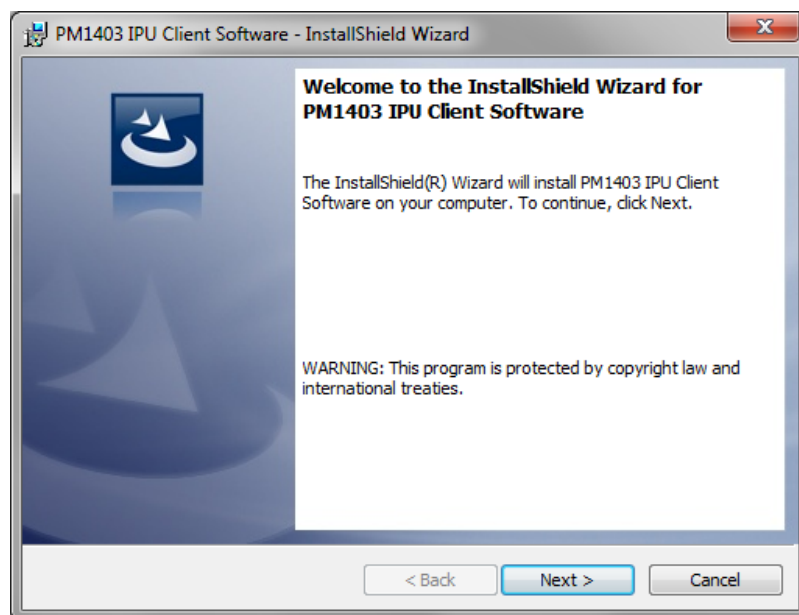 PM1403 IPU Client Software - InstallShield Wizard
Welcome to the InstallShield Wizard for
PM1403 IPU Client Software
The InstallShield(R) Wizard will install PM1403 IPU Client
Software on your computer. To continue, click Next.
WARNING: This program is protected by copyright law and
international treaties.
< Back Next > Cancel